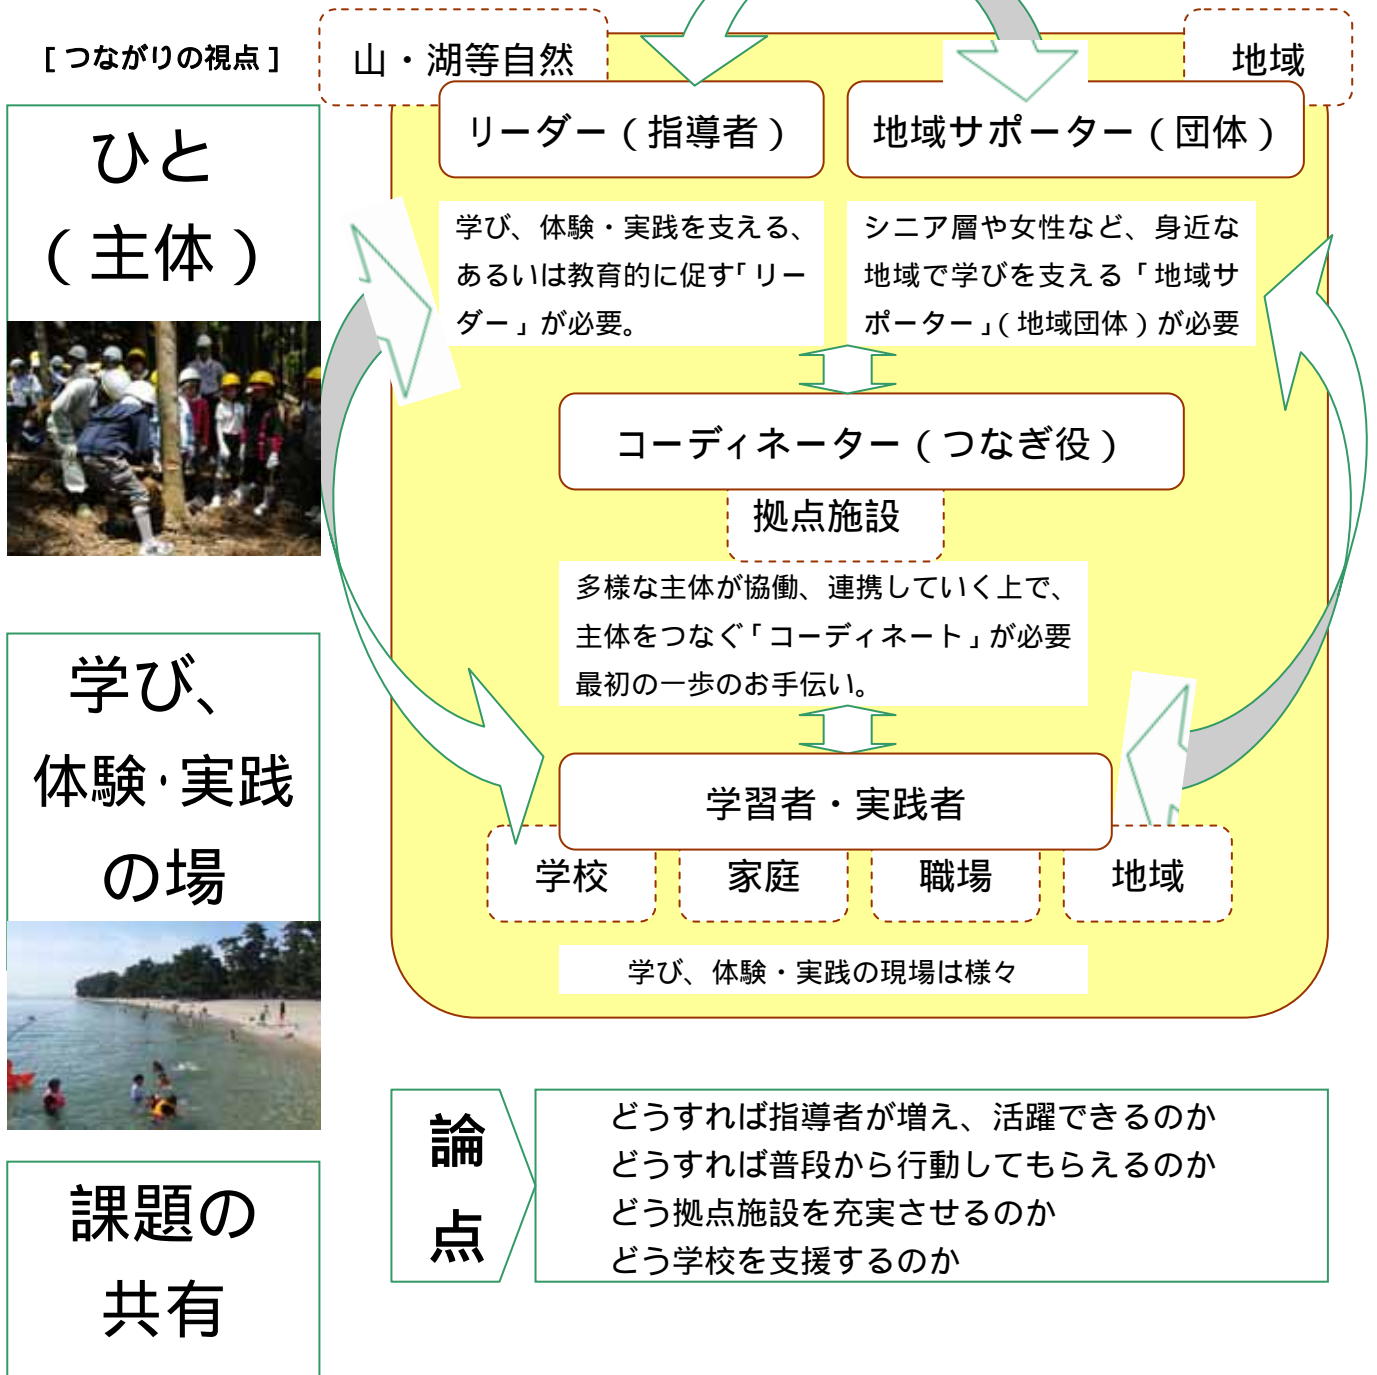 [ つながりの視点 ]
山・湖等自然
地域
ひと
（主体）
リーダー（指導者）
地域サポーター（団体）
学び、体験・実践を支える、
あるいは教育的に促す「リー
ダー」が必要。
シニア層や女性など、身近な
地域で学びを支える「地域サ
ポーター」（地域団体）が必要
コーディネーター（つなぎ役）
拠点施設
多様な主体が協働、連携していく上で、
主体をつなぐ「コーディネート」が必要
最初の一歩のお手伝い。
学び、
体験・実践
の場
学習者・実践者
学校
家庭
職場
地域
学び、体験・実践の現場は様々
論
点
どうすれば指導者が増え、活躍できるのか
どうすれば普段から行動してもらえるのか
どう拠点施設を充実させるのか
どう学校を支援するのか
課題の
共有